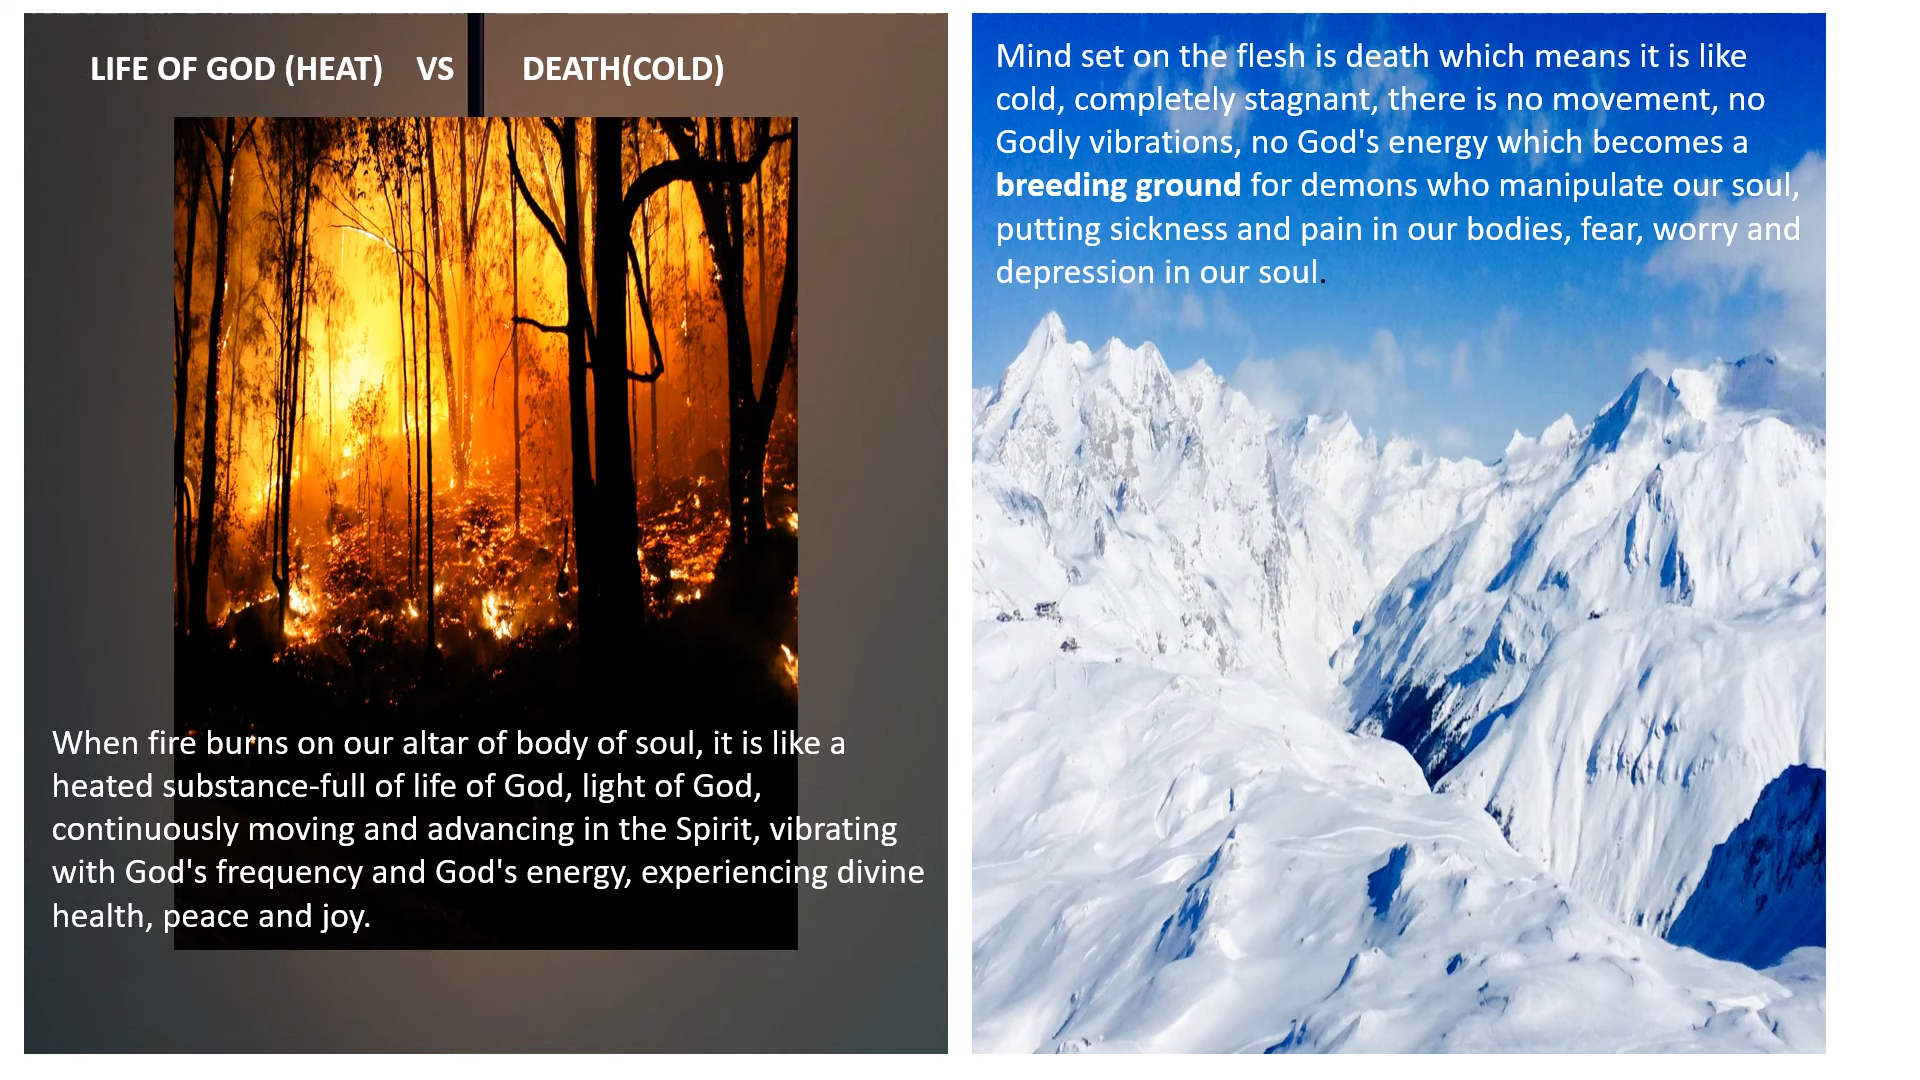 LIFE OF GOD (HEAT) VS DEATH(COLD)
When fire burns on our altar of body of soul, it is like a
heated substance-full of life of God, light of God,
continuously moving and advancing in the Spirit, vibrating
with God's frequency and God's energy, experiencing divine
health, peace and joy.
Mind set on the flesh is death which means it is like
cold, completely stagnant, there is no movement, no
Godly vibrations, no God's energy which becomes a
breeding ground for demons who manipulate our soul,
putting sickness and pain in our bodies, fear, worry and
depression in our soul.